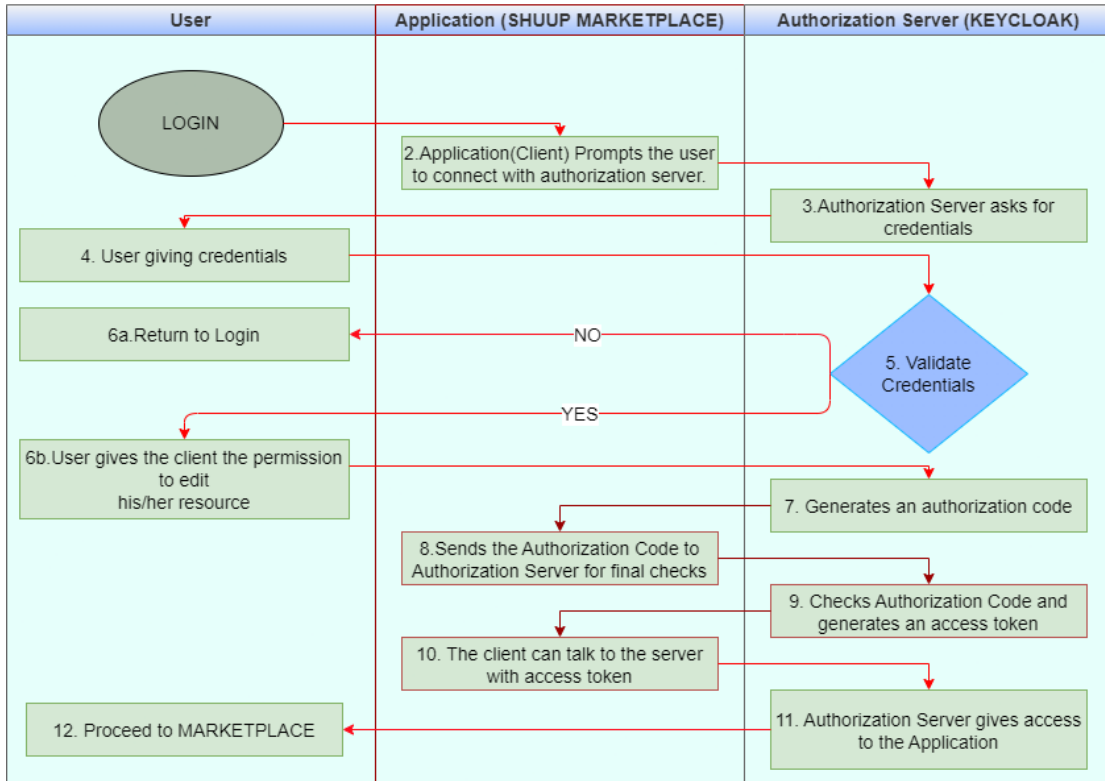 User
Application (SHUUP MARKETPLACE)
Authorization Server (KEYCLOAK)
LOGIN
2.Application(Client) Prompts the user
to connect with authorization server.
3.Authorization Server asks for
credentials
4. User giving credentials
5. Validate
Credentials
NO
6a.Return to Login
YES
6b.User gives the client the permission
to edit
his/her resource
7. Generates an authorization code
8.Sends the Authorization Code to
Authorization Server for final checks
9. Checks Authorization Code and
generates an access token
10. The client can talk to the server
with access token
11. Authorization Server gives access
to the Application
12. Proceed to MARKETPLACE